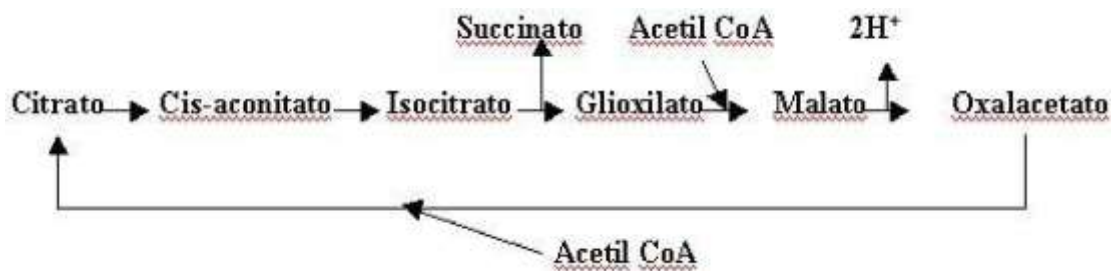 Succinato Acetil CoA 2H⁺
Citrato Cis-aconitato Isocitrato Glioxilato Malato Oxalacetato
Acetil CoA